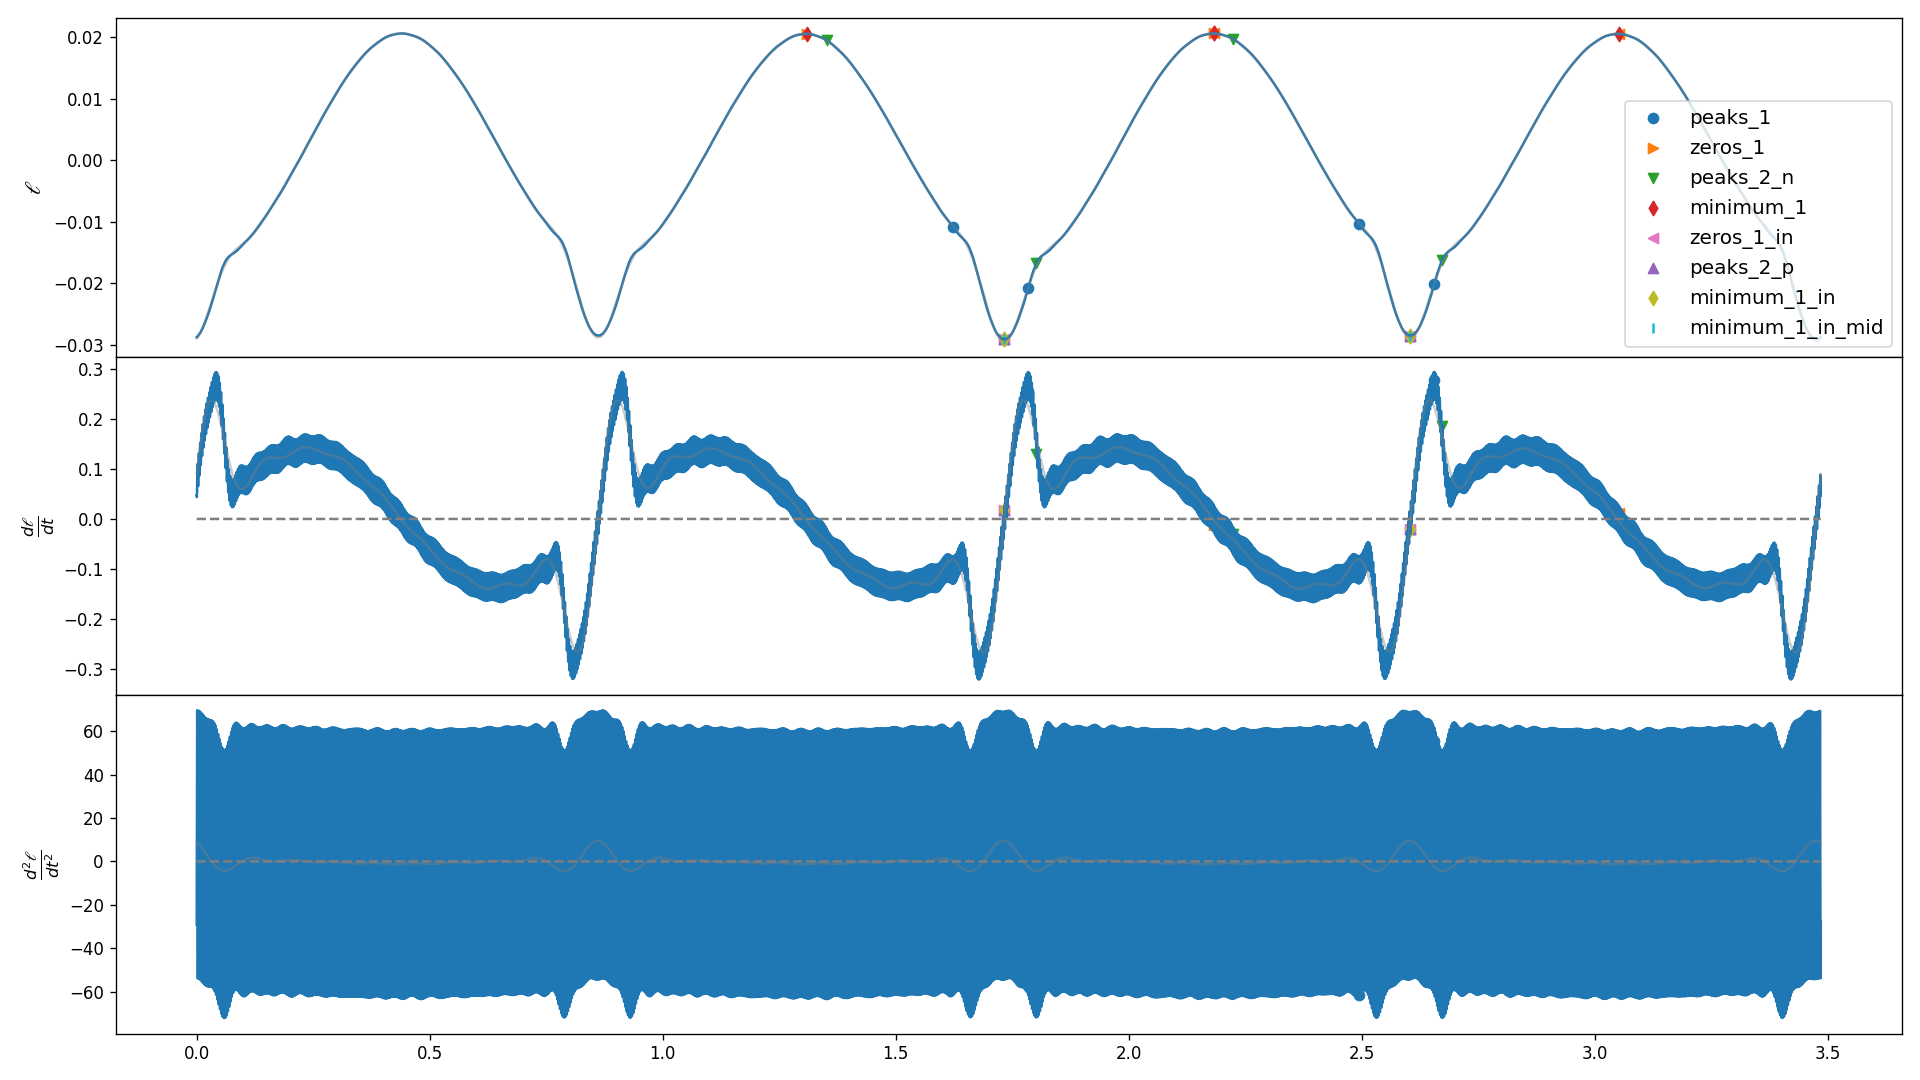 0.02
0.01
0.00
−0.01
−0.02
−0.03
ℓ
peaks_1
zeros_1
peaks_2_n
minimum_1
zeros_1_in
peaks_2_p
minimum_1_in
minimum_1_in_mid
0.3
0.2
0.1
0.0
−0.1
−0.2
−0.3
dℓ/dt
60
40
20
0
−20
−40
−60
d²ℓ/dt²
0.0 0.5 1.0 1.5 2.0 2.5 3.0 3.5